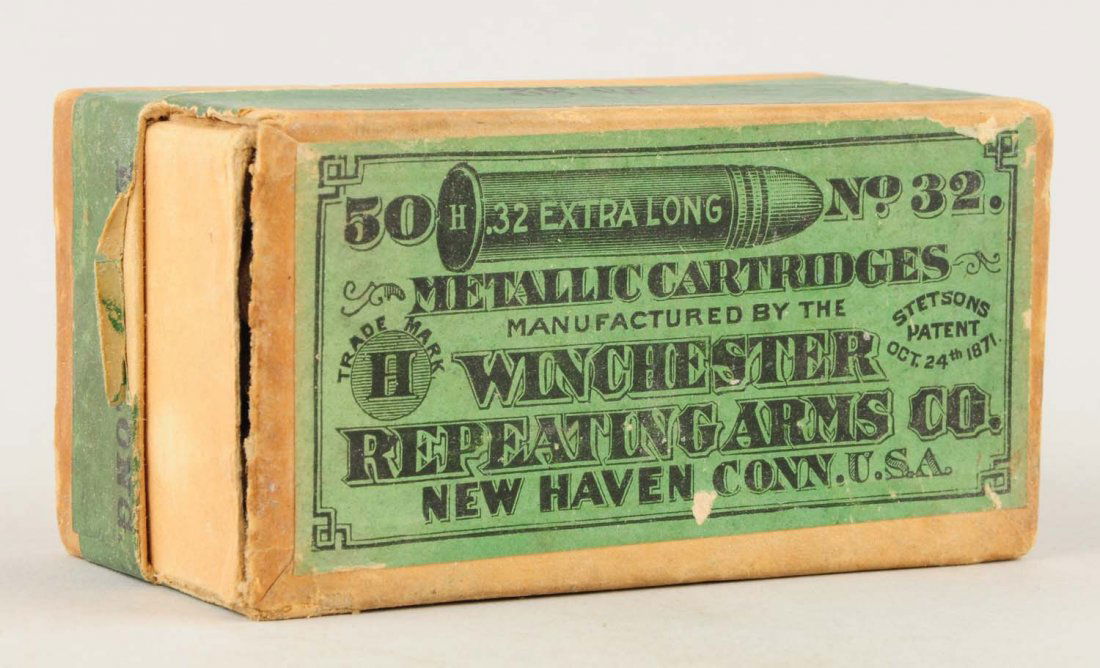 50 H .32 EXTRA LONG Nº 32.
METALLIC CARTRIDGES
MANUFACTURED BY THE
STETSONS
PATENT
OCT. 24th 1871.
TRADE MARK
H
WINCHESTER
REPEATING ARMS CO.
NEW HAVEN CONN. U.S.A.